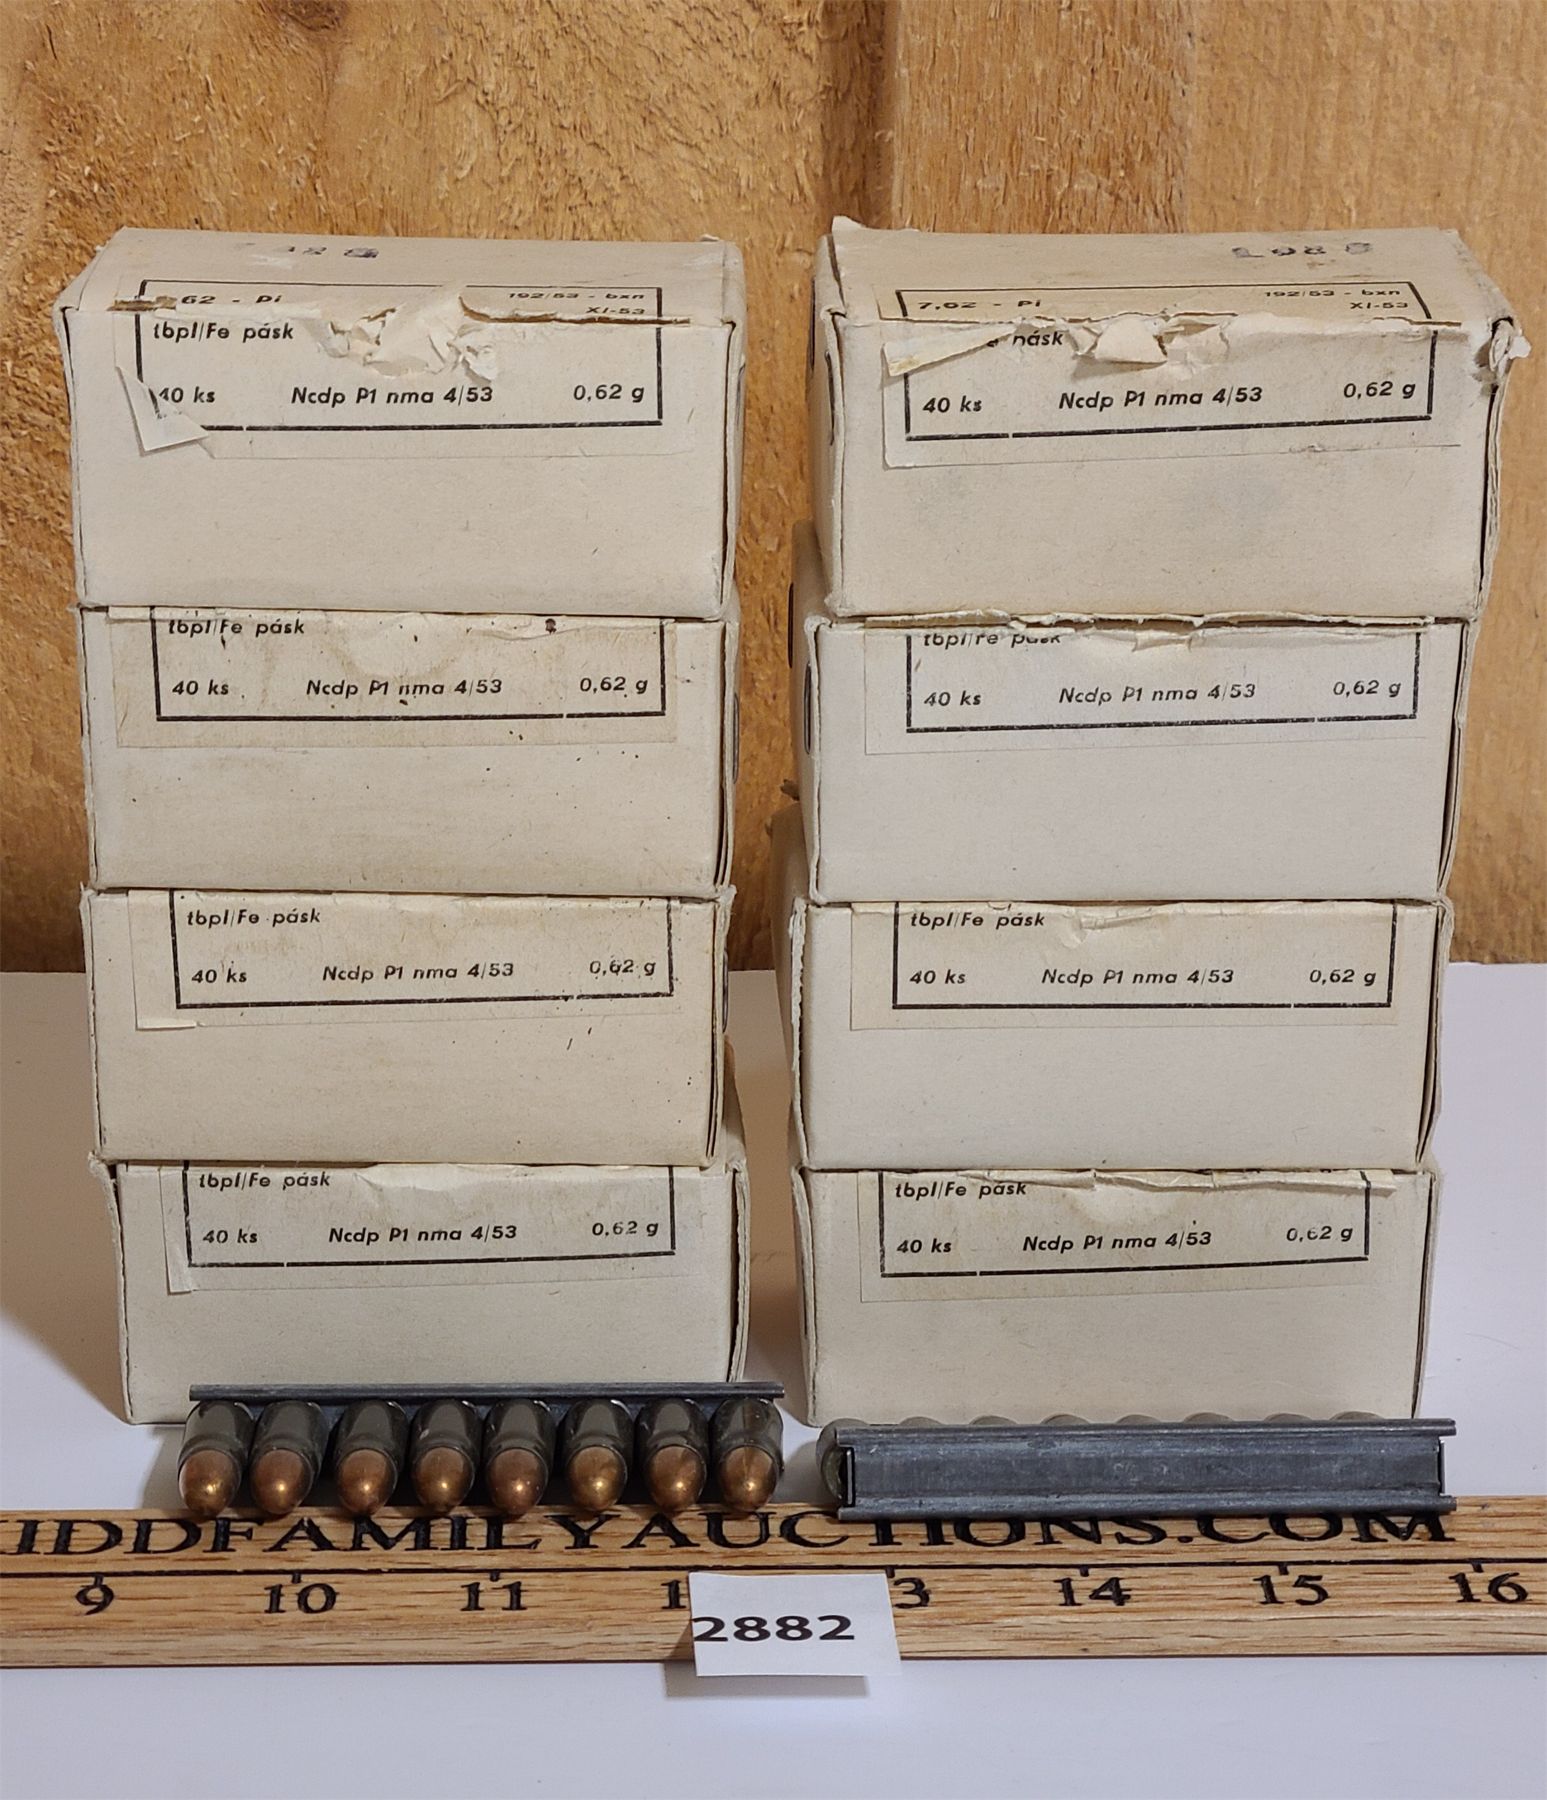 8
1988
62 - Pi
192/53 - bxn
XI-53
tbpl/Fe pásk
40 ks Ncdp P1 nma 4/53 0,62 g
7,62 - Pi
192/53 - bxn
XI-53
pásk
40 ks Ncdp P1 nma 4/53 0,62 g
tbpl/Fe pásk
40 ks Ncdp P1 nma 4/53 0,62 g
tbpl/Fe pásk
40 ks Ncdp P1 nma 4/53 0,62 g
tbpl/Fe pásk
40 ks Ncdp P1 nma 4/53 0,62 g
tbpl/Fe pásk
40 ks Ncdp P1 nma 4/53 0,62 g
tbpl/Fe pásk
40 ks Ncdp P1 nma 4/53 0,62 g
tbpl/Fe pásk
40 ks Ncdp P1 nma 4/53 0,62 g
IDDFAMILYAUCTIONS.COM
9 10 11 1 3 14 15 16
2882